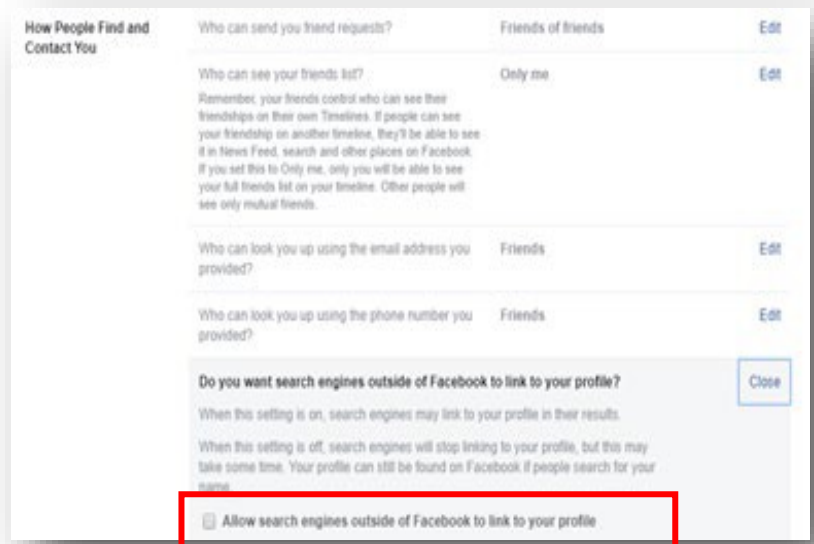 How People Find and
Contact You
Who can send you friend requests?
Friends of friends
Edit
Who can see your friends list?
Only me
Edit
Remember, your friends control who can see their
friendships on their own Timelines. If people can see
your friendship on another timeline, they'll be able to see
it in News Feed, search and other places on Facebook.
If you set this to Only me, only you will be able to see
your full friends list on your timeline. Other people will
see only mutual friends.
Who can look you up using the email address you
provided?
Friends
Edit
Who can look you up using the phone number you
provided?
Friends
Edit
Do you want search engines outside of Facebook to link to your profile?
Close
When this setting is on, search engines may link to your profile in their results.
When this setting is off, search engines will stop linking to your profile, but this may
take some time. Your profile can still be found on Facebook if people search for your
name.
Allow search engines outside of Facebook to link to your profile